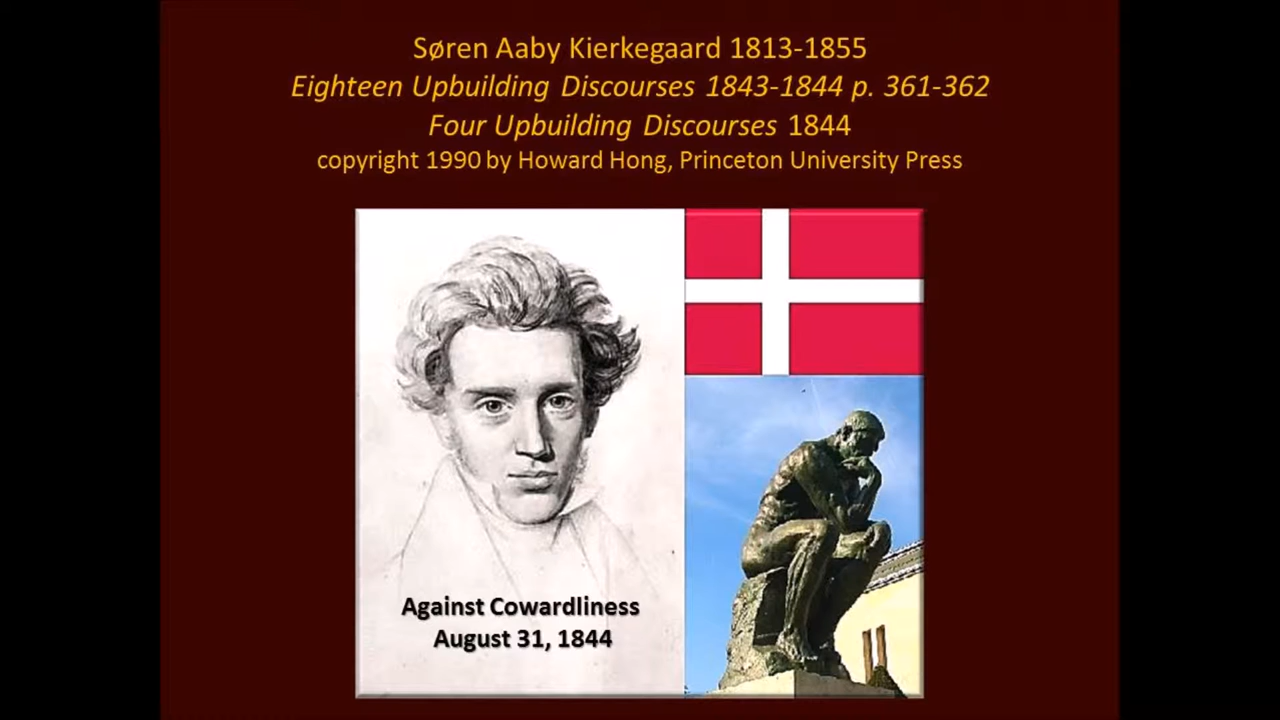 Søren Aaby Kierkegaard 1813-1855
Eighteen Upbuilding Discourses 1843-1844 p. 361-362
Four Upbuilding Discourses 1844
copyright 1990 by Howard Hong, Princeton University Press
Against Cowardliness
August 31, 1844